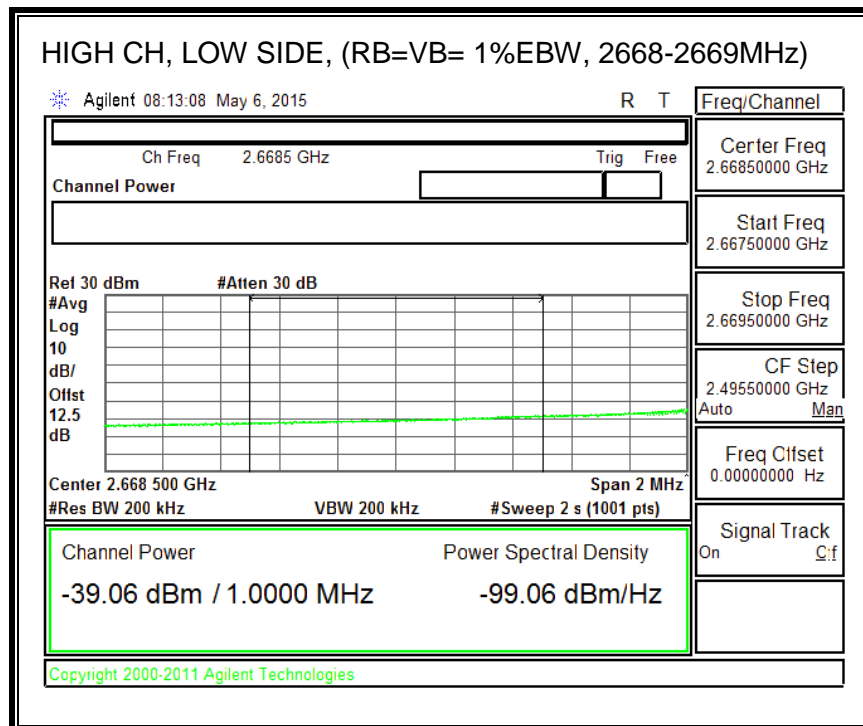 HIGH CH, LOW SIDE, (RB=VB= 1%EBW, 2668-2669MHz)
Agilent 08:13:08 May 6, 2015 R T
Freq/Channel
Ch Freq 2.6685 GHz Trig Free
Channel Power
Center Freq
2.66850000 GHz
Start Freq
2.66750000 GHz
Stop Freq
2.66950000 GHz
CF Step
2.49550000 GHz
Auto Man
Freq Offset
0.00000000 Hz
Signal Track
On Off
Ref 30 dBm #Atten 30 dB
#Avg
Log
10
dB/
Offst
12.5
dB
Center 2.668 500 GHz Span 2 MHz
#Res BW 200 kHz VBW 200 kHz #Sweep 2 s (1001 pts)
Channel Power Power Spectral Density
-39.06 dBm / 1.0000 MHz -99.06 dBm/Hz
Copyright 2000-2011 Agilent Technologies